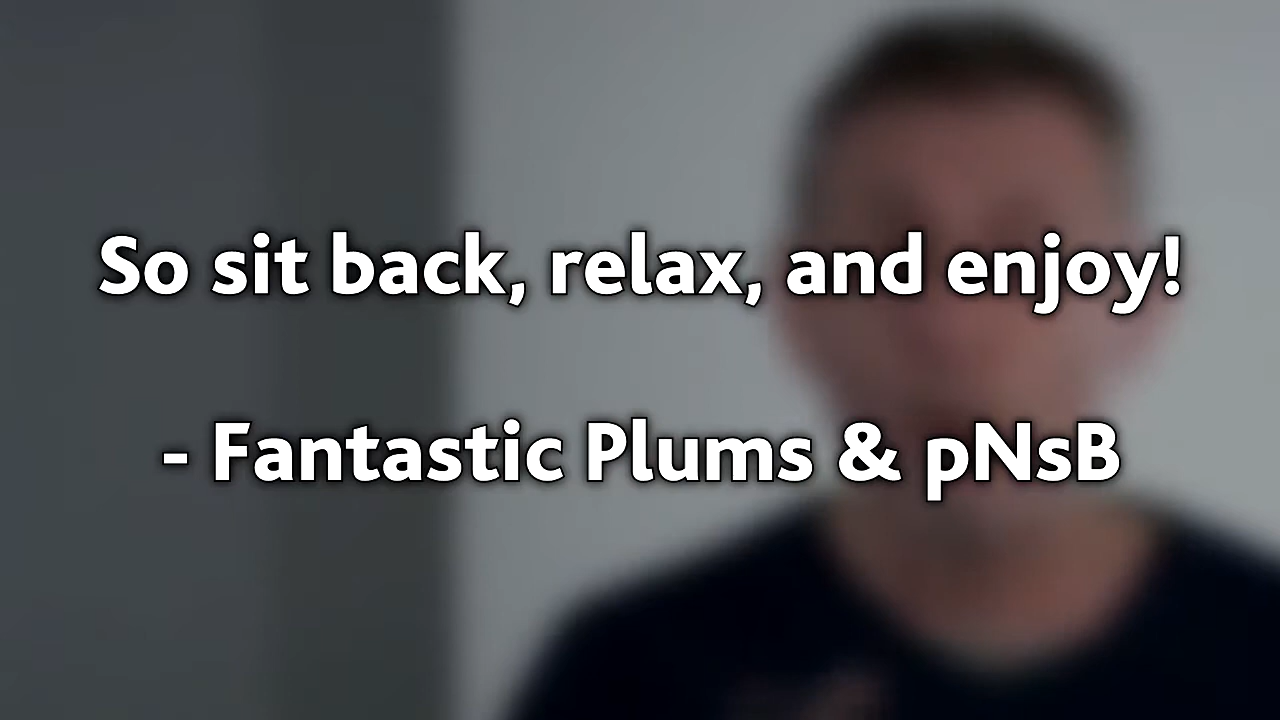 So sit back, relax, and enjoy!
- Fantastic Plums & pNsB